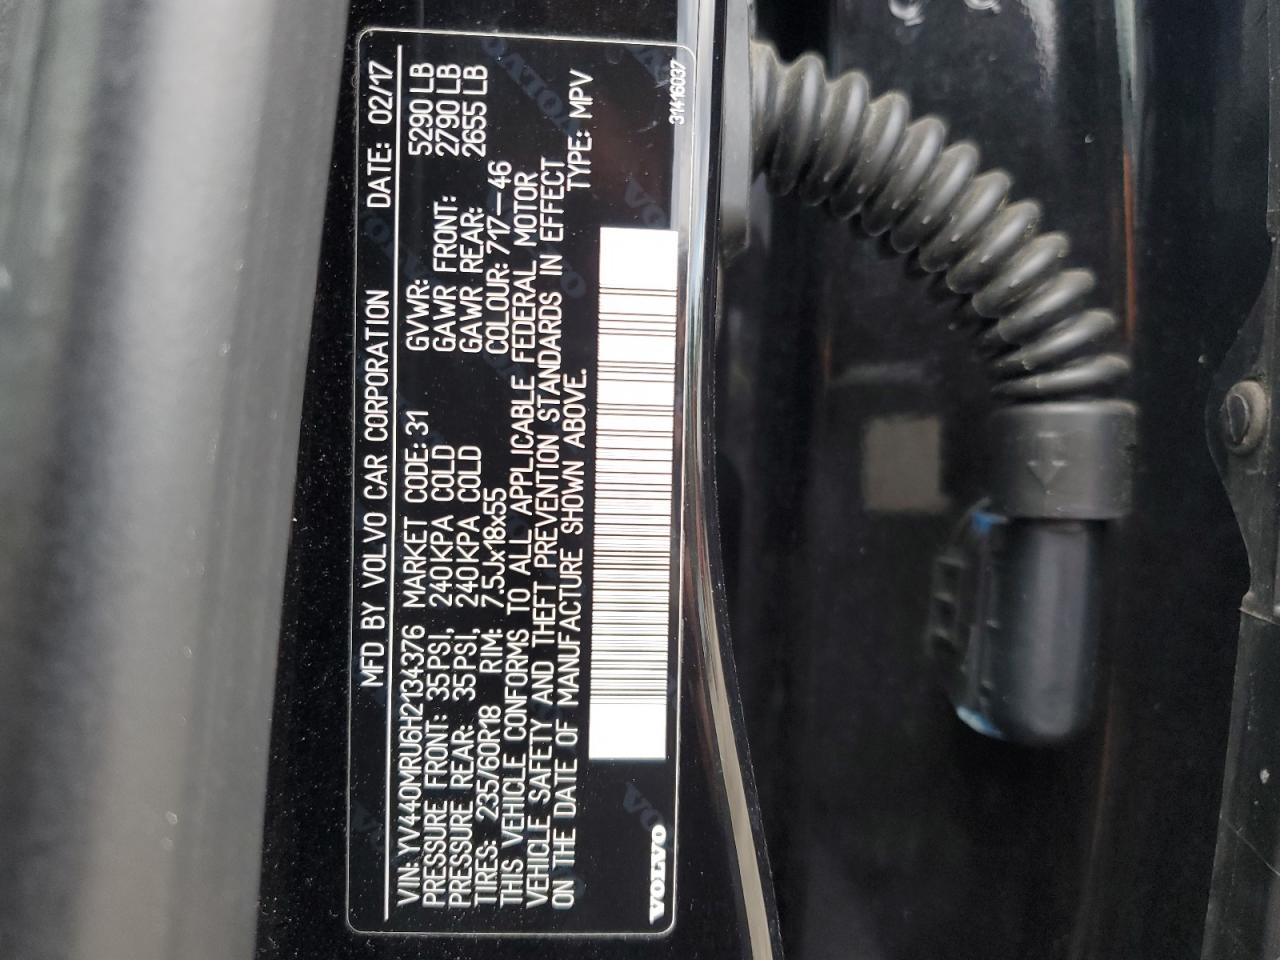 MFD BY VOLVO CAR CORPORATION DATE: 02/17
VIN: YV440MRU6H2134376 MARKET CODE: 31 GVWR: 5290 LB
PRESSURE FRONT: 35PSI, 240KPA COLD GAWR FRONT: 2790 LB
PRESSURE REAR: 35PSI, 240KPA COLD GAWR REAR: 2655 LB
TIRES: 235/60R18 RIM: 7.5Jx18x55 COLOUR: 717-46
THIS VEHICLE CONFORMS TO ALL APPLICABLE FEDERAL MOTOR
VEHICLE SAFETY AND THEFT PREVENTION STANDARDS IN EFFECT
ON THE DATE OF MANUFACTURE SHOWN ABOVE. TYPE: MPV
VOLVO 31416037